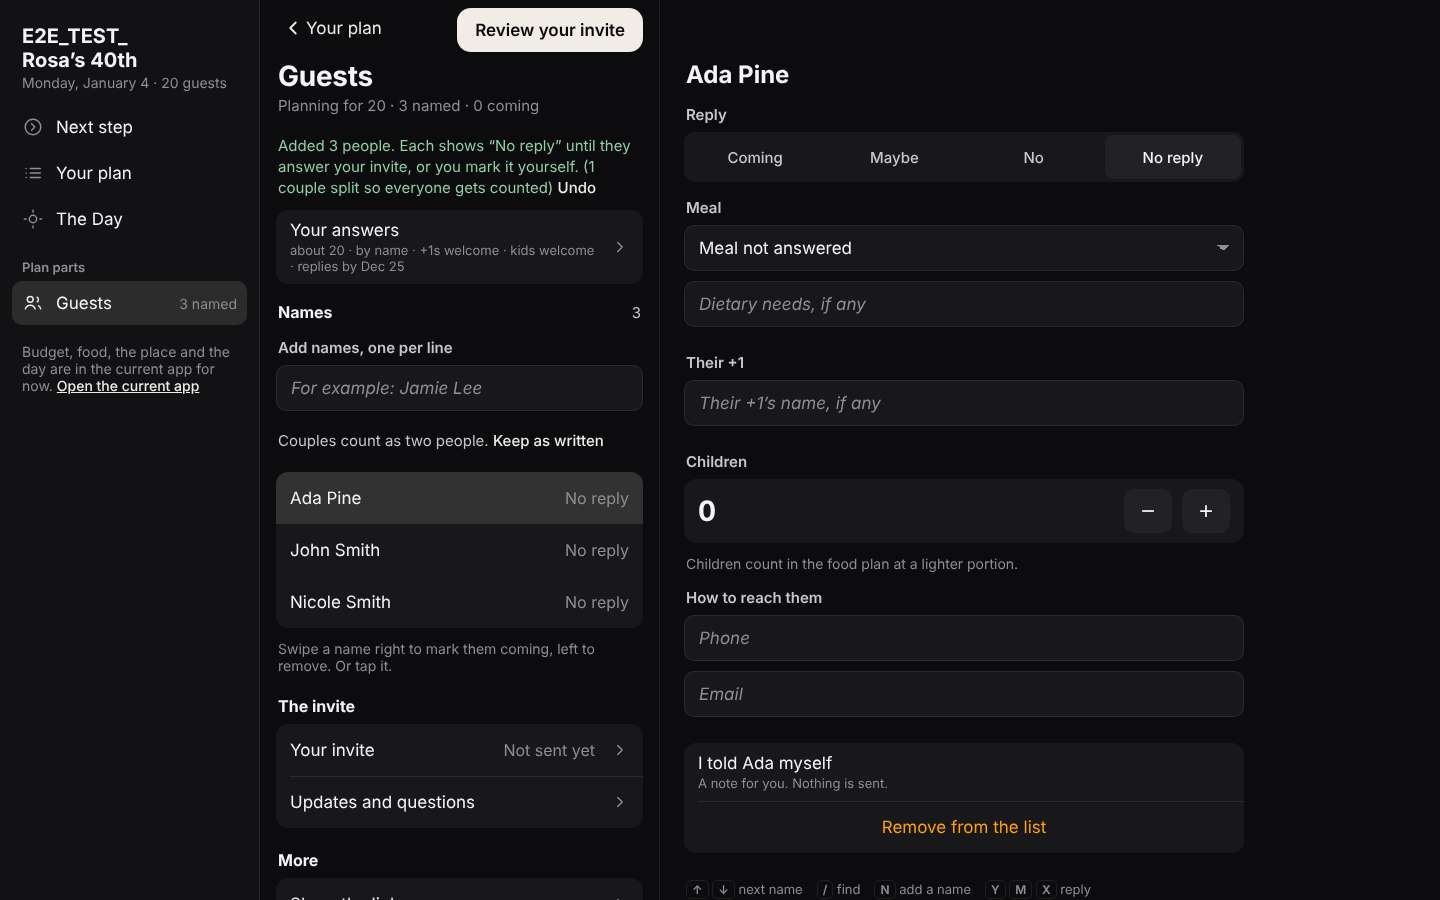 E2E_TEST_
Rosa’s 40th
Monday, January 4 · 20 guests
Next step
Your plan
The Day
Plan parts
Guests 3 named
Budget, food, the place and the
day are in the current app for
now. Open the current app
Your plan
Review your invite
Guests
Planning for 20 · 3 named · 0 coming
Added 3 people. Each shows “No reply” until they
answer your invite, or you mark it yourself. (1
couple split so everyone gets counted) Undo
Your answers
about 20 · by name · +1s welcome · kids welcome
· replies by Dec 25
Names 3
Add names, one per line
For example: Jamie Lee
Couples count as two people. Keep as written
Ada Pine No reply
John Smith No reply
Nicole Smith No reply
Swipe a name right to mark them coming, left to
remove. Or tap it.
The invite
Your invite Not sent yet
Updates and questions
More
Ada Pine
Reply
Coming Maybe No No reply
Meal
Meal not answered
Dietary needs, if any
Their +1
Their +1’s name, if any
Children
0 − +
Children count in the food plan at a lighter portion.
How to reach them
Phone
Email
I told Ada myself
A note for you. Nothing is sent.
Remove from the list
↑ ↓ next name / find N add a name Y M X reply